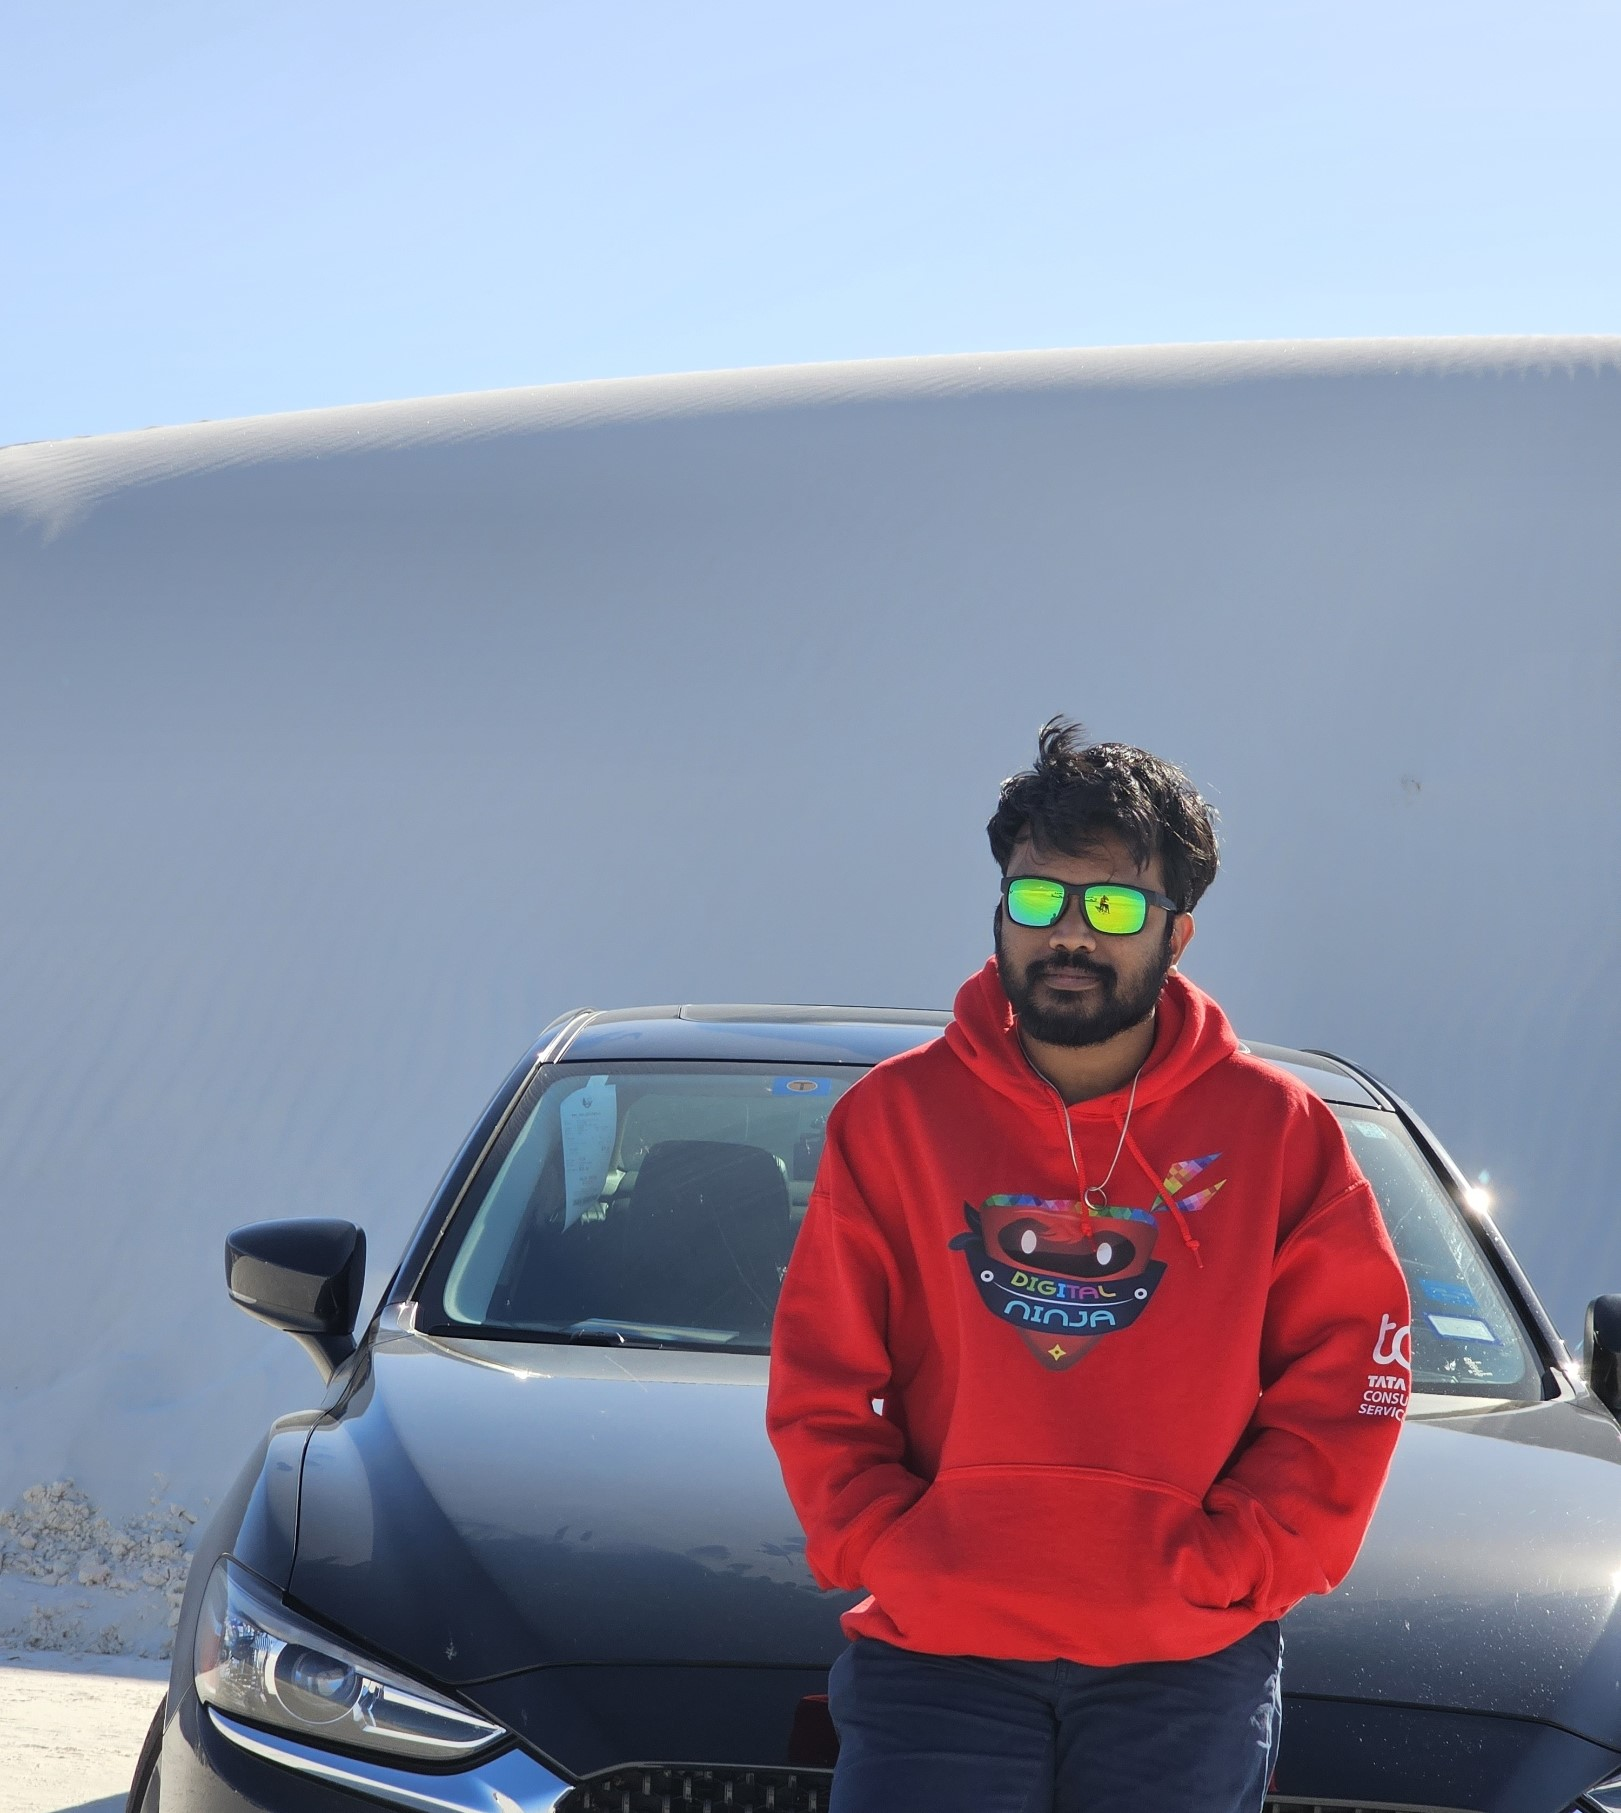 DIGITAL
NINJA
TATA
CONSU
SERVIC